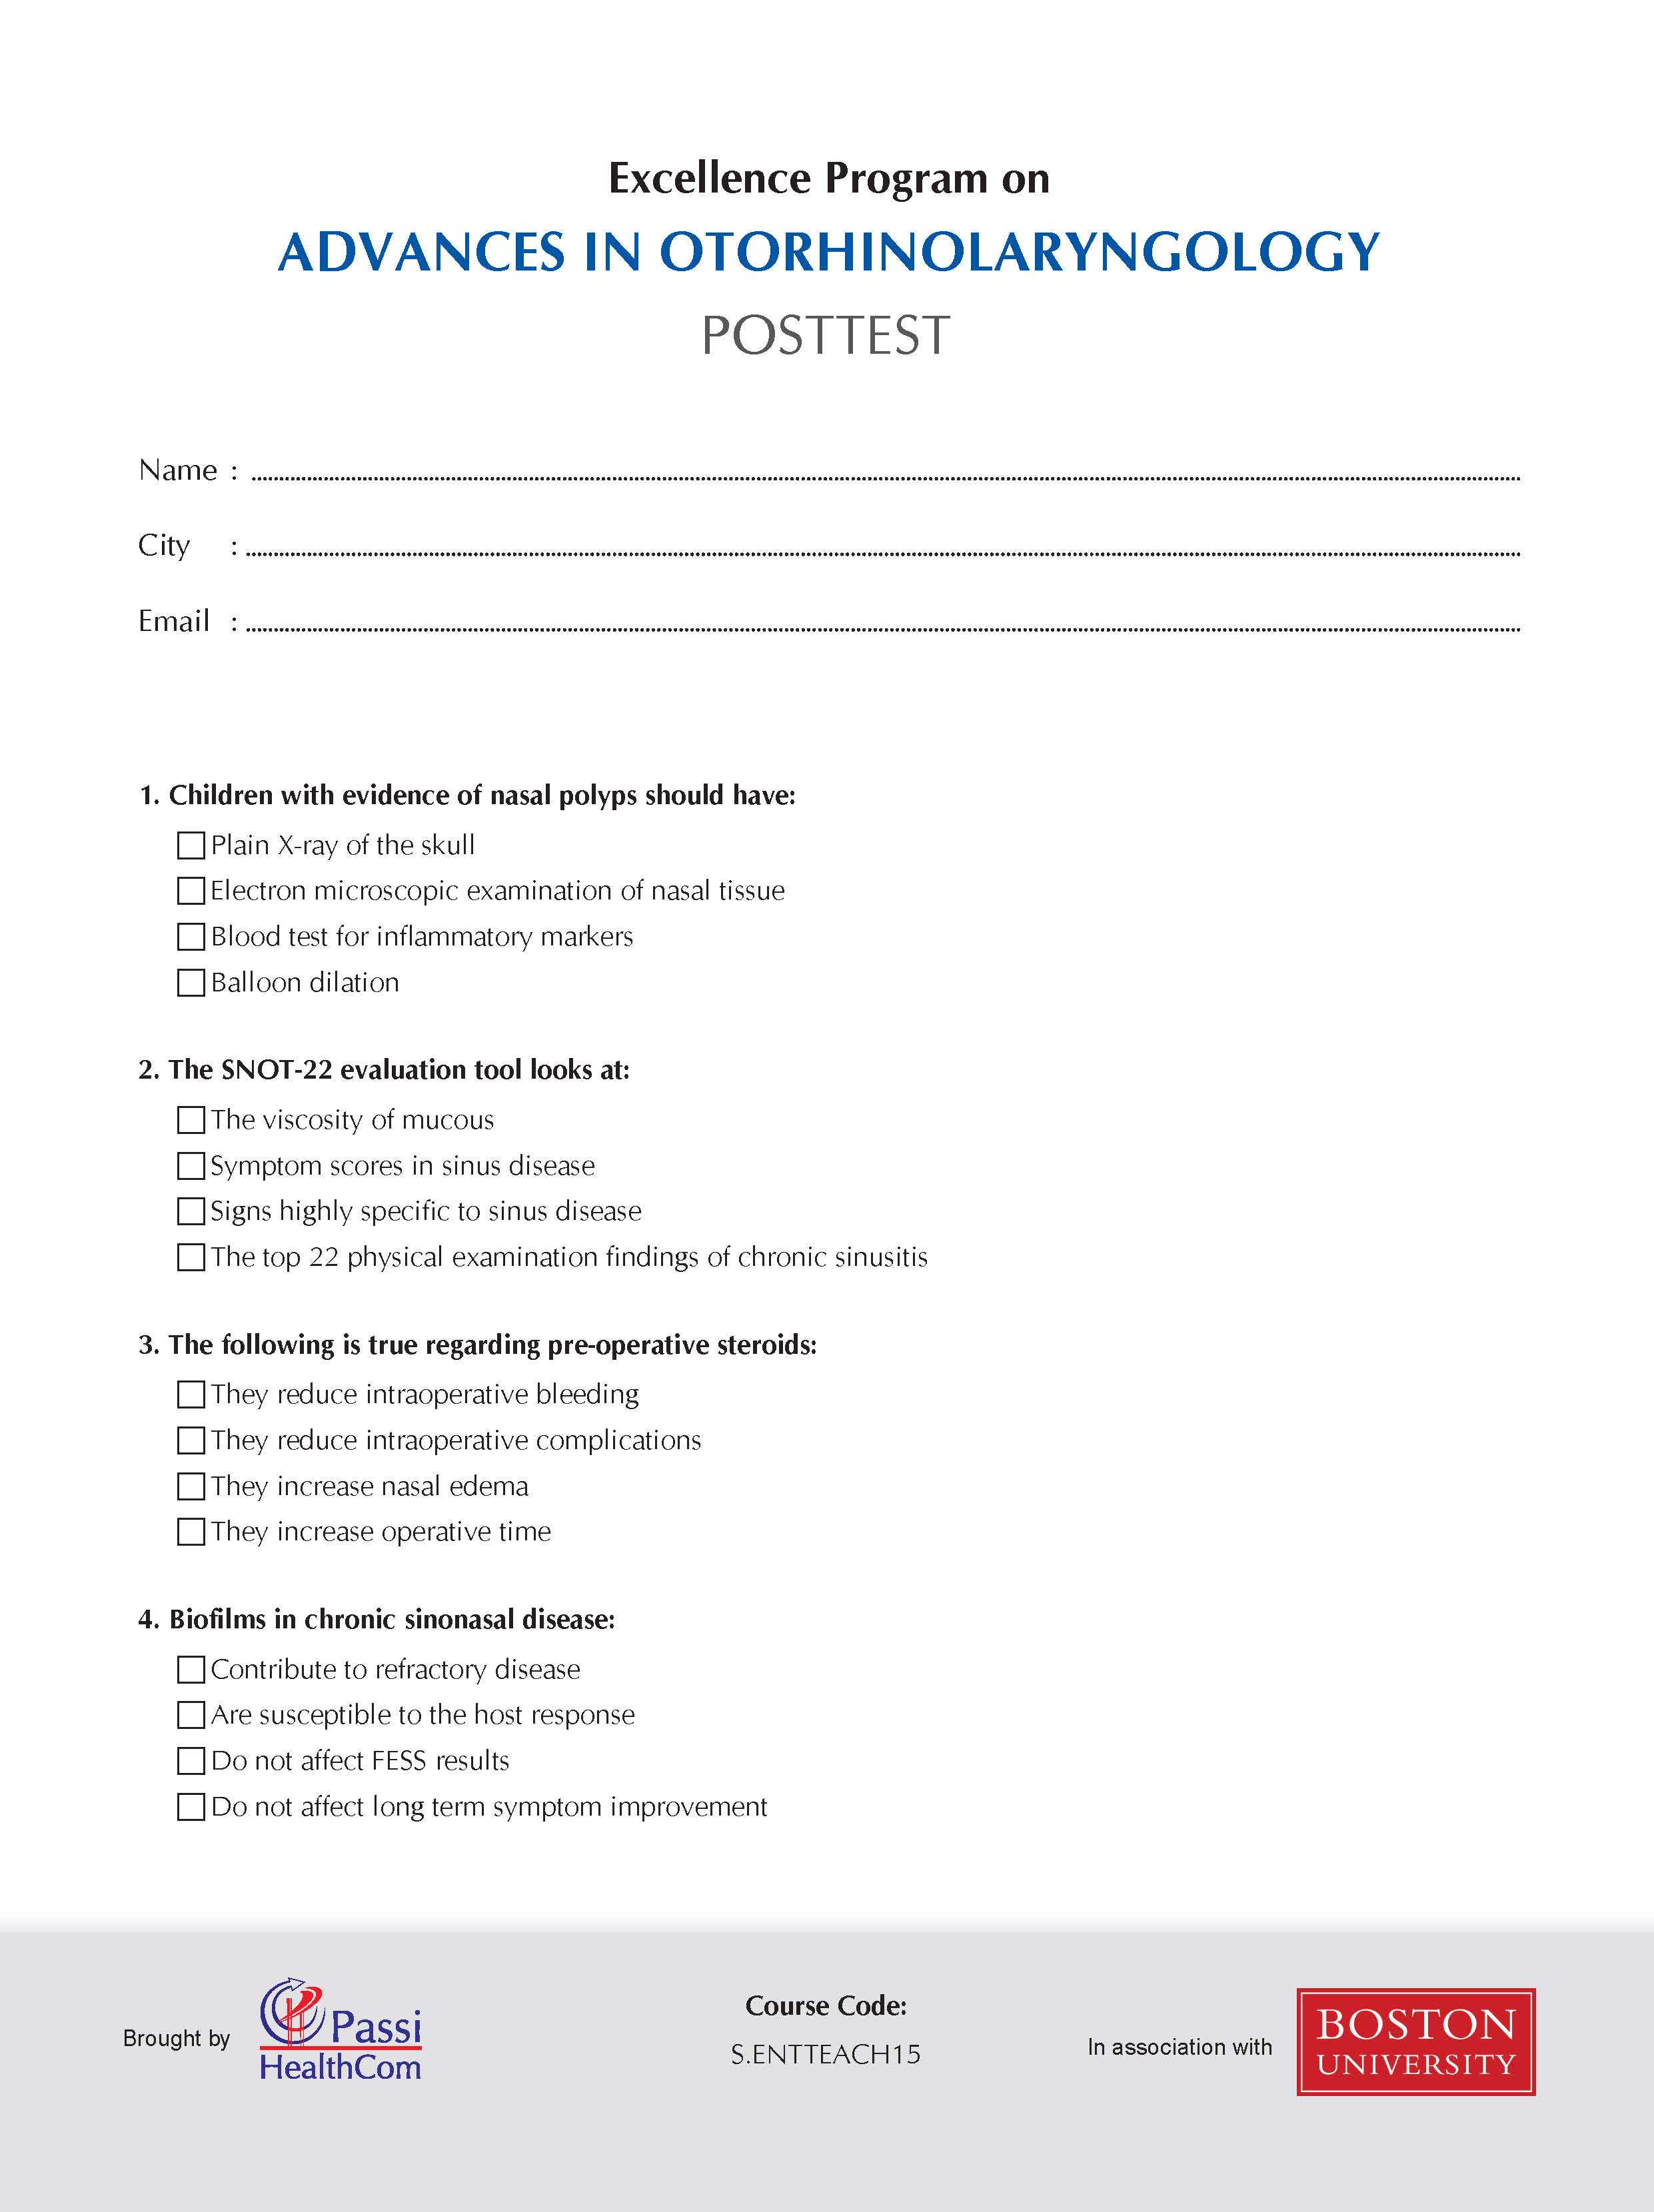 Excellence Program on
ADVANCES IN OTORHINOLARYNGOLOGY
POSTTEST
Name : ................................................................
City : ................................................................
Email : ................................................................
1. Children with evidence of nasal polyps should have:
Plain X-ray of the skull
Electron microscopic examination of nasal tissue
Blood test for inflammatory markers
Balloon dilation
2. The SNOT-22 evaluation tool looks at:
The viscosity of mucous
Symptom scores in sinus disease
Signs highly specific to sinus disease
The top 22 physical examination findings of chronic sinusitis
3. The following is true regarding pre-operative steroids:
They reduce intraoperative bleeding
They reduce intraoperative complications
They increase nasal edema
They increase operative time
4. Biofilms in chronic sinonasal disease:
Contribute to refractory disease
Are susceptible to the host response
Do not affect FESS results
Do not affect long term symptom improvement
Brought by
Passi
HealthCom
Course Code:
S.ENTTEACH15
In association with
BOSTON
UNIVERSITY